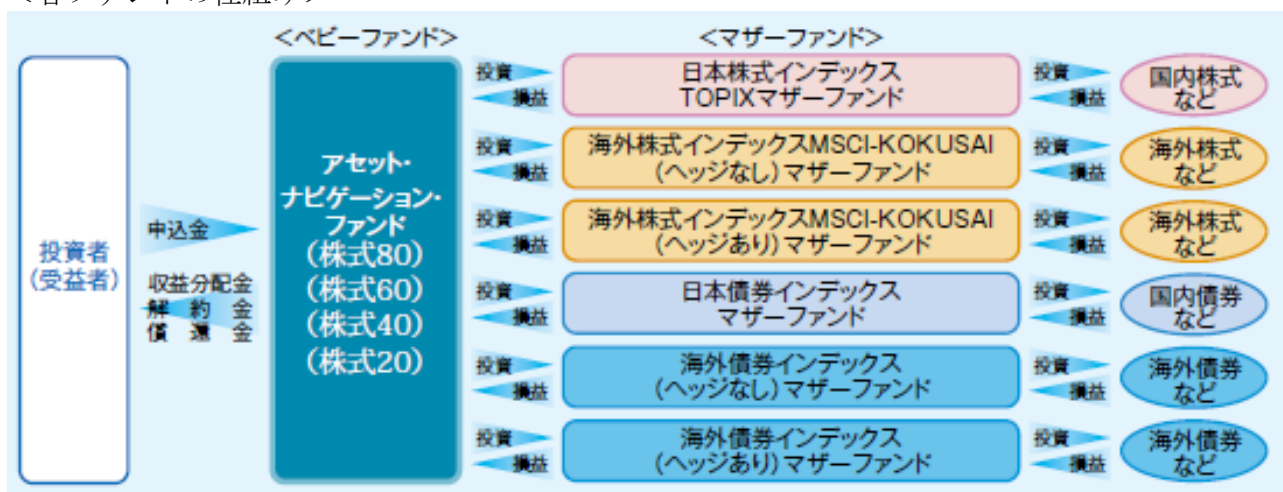 ＜ベビーファンド＞
＜マザーファンド＞
投資者
(受益者)
申込金
収益分配金
解約金
償還金
アセット・
ナビゲーション・
ファンド
(株式80)
(株式60)
(株式40)
(株式20)
投資
損益
日本株式インデックス
TOPIXマザーファンド
投資
損益
国内株式
など
投資
損益
海外株式インデックスMSCI-KOKUSAI
(ヘッジなし)マザーファンド
投資
損益
海外株式
など
投資
損益
海外株式インデックスMSCI-KOKUSAI
(ヘッジあり)マザーファンド
投資
損益
海外株式
など
投資
損益
日本債券インデックス
マザーファンド
投資
損益
国内債券
など
投資
損益
海外債券インデックス
(ヘッジなし)マザーファンド
投資
損益
海外債券
など
投資
損益
海外債券インデックス
(ヘッジあり)マザーファンド
投資
損益
海外債券
など